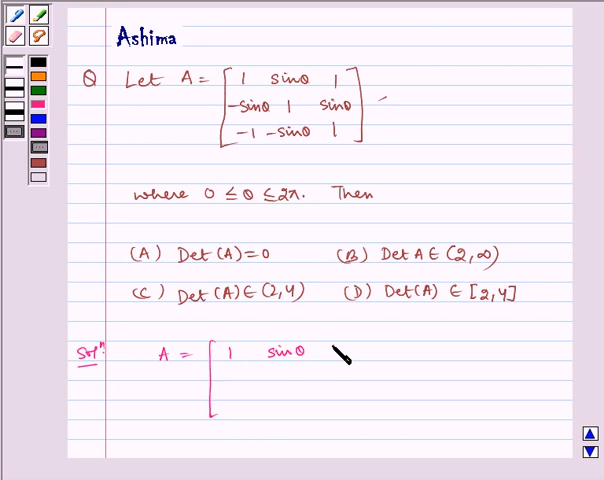 Ashima
Q Let A = [ 1 sinθ 1
-sinθ 1 sinθ
-1 -sinθ 1 ]
where 0 ≤ θ ≤ 2π. Then
(A) Det (A) = 0 (B) Det A ∈ (2, ∞)
(C) Det (A) ∈ (2, 4) (D) Det(A) ∈ [2, 4]
Solⁿ: A = [ 1 sinθ